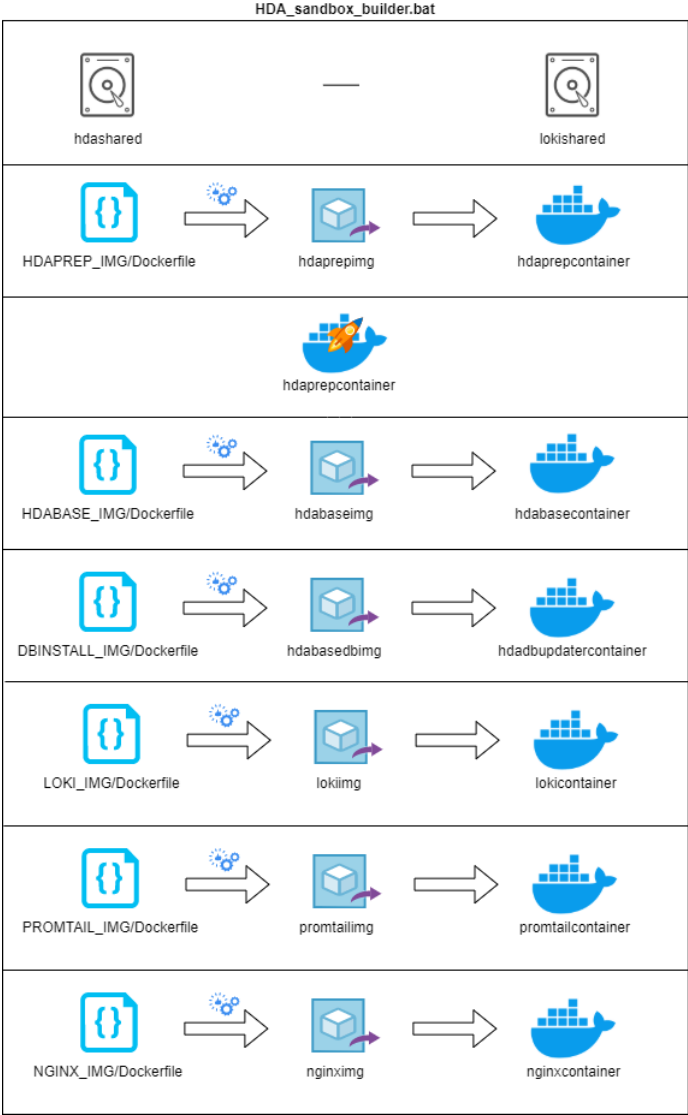 HDA_sandbox_builder.bat
hdashared
lokishared
HDAPREP_IMG/Dockerfile
hdaprepimg
hdaprepcontainer
hdaprepcontainer
HDABASE_IMG/Dockerfile
hdabaseimg
hdabasecontainer
DBINSTALL_IMG/Dockerfile
hdabasedbimg
hdadbupdatercontainer
LOKI_IMG/Dockerfile
lokiimg
lokicontainer
PROMTAIL_IMG/Dockerfile
promtailimg
promtailcontainer
NGINX_IMG/Dockerfile
nginximg
nginxcontainer